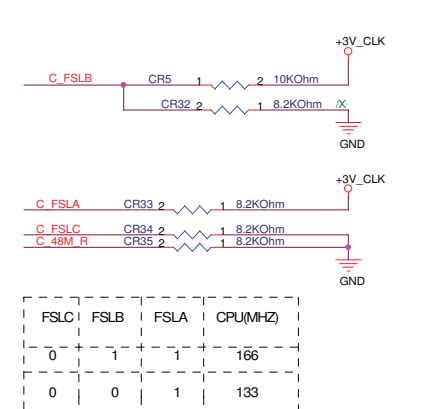 +3V_CLK
C_FSLB CR5 1 2 10KOhm
CR32 2 1 8.2KOhm /X
GND
+3V_CLK
C_FSLA CR33 2 1 8.2KOhm
C_FSLC CR34 2 1 8.2KOhm
C_48M_R CR35 2 1 8.2KOhm
GND
FSLC FSLB FSLA CPU(MHZ)
0 1 1 166
0 0 1 133